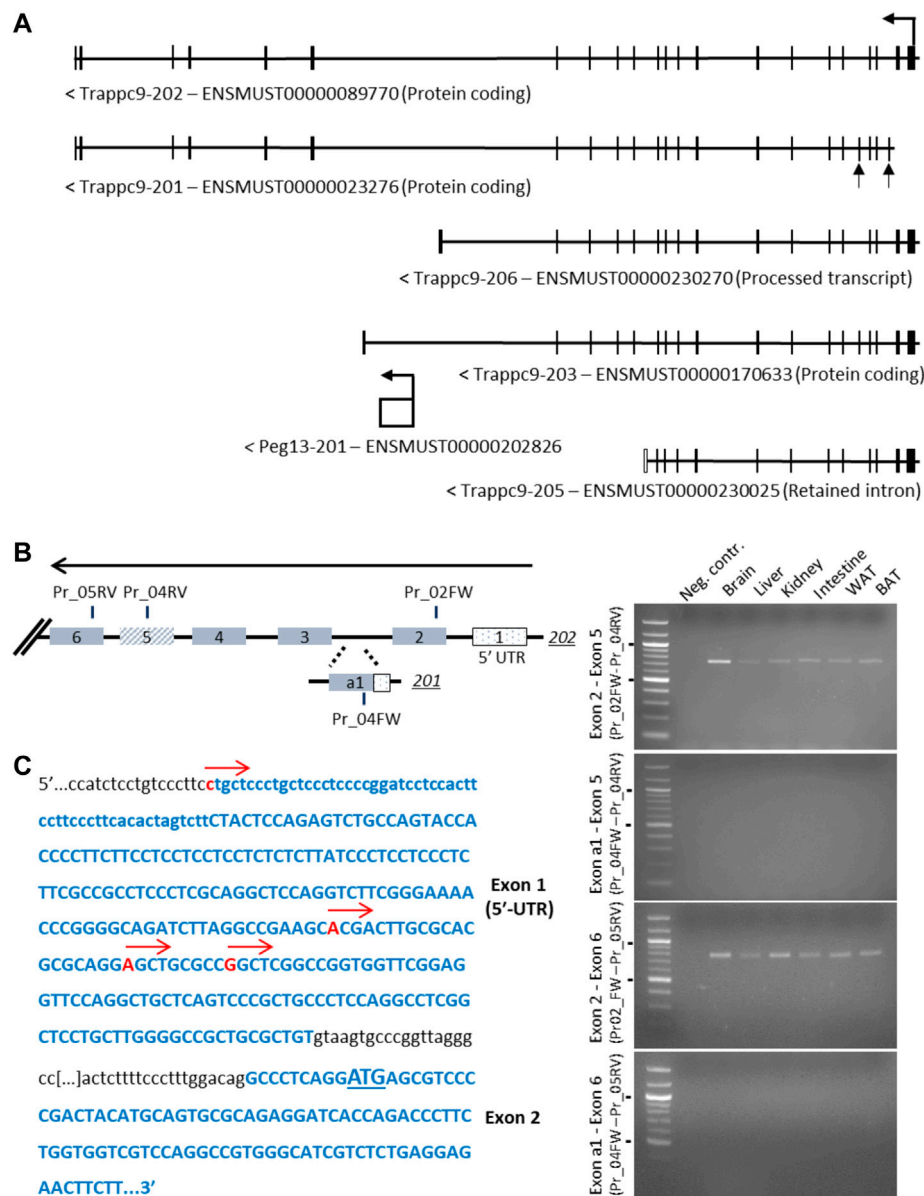 A
< Trappc9-202 – ENSMUST00000089770 (Protein coding)
< Trappc9-201 – ENSMUST00000023276 (Protein coding)
< Trappc9-206 – ENSMUST00000230270 (Processed transcript)
< Trappc9-203 – ENSMUST00000170633 (Protein coding)
< Peg13-201 – ENSMUST00000202826
< Trappc9-205 – ENSMUST00000230025 (Retained intron)
B
Pr_05RV
Pr_04RV
Pr_02FW
6
5
4
3
2
1
202
5' UTR
a1
201
Pr_04FW
Neg. contr.
Brain
Liver
Kidney
Intestine
WAT
BAT
Exon 2 - Exon 5
(Pr_02FW-Pr_04RV)
Exon a1 - Exon 5
(Pr_04FW – Pr_04RV)
Exon 2 - Exon 6
(Pr02_FW – Pr_05RV)
Exon a1 - Exon 6
(Pr_04FW – Pr_05RV)
C
5’...ccatctcctgtcccttcctgctccctgctccctccccggatcctccactt
ccttcccttcacactagtcttCTACTCCAGAGTCTGCCAGTACCA
CCCCTTCTTCCTCCTCCTCCTCTCTCTTATCCCTCCTCCCTC
TTCGCCGCCTCCCTCGCAGGCTCCAGGTCTTCGGGAAAA
CCCGGGGCAGATCTTAGGCCGAAGCACGACTTGCGCAC
GCGCAGGAGCTGCGCCGGCTCGGCCGGTGGTTCGGAG
GTTCCAGGCTGCTCAGTCCCGCTGCCCTCCAGGCCTCGG
CTCCTGCTTGGGGCCGCTGCGCTGTgtaagtgcccggttaggg
cc[...]actcttttccctttggacagGCCCTCAGGATGAGCGTCCC
CGACTACATGCAGTGCGCAGAGGATCACCAGACCCTTC
TGGTGGTCGTCCAGGCCGTGGGCATCGTCTCTGAGGAG
AACTTCTT...3’
Exon 1
(5’-UTR)
Exon 2